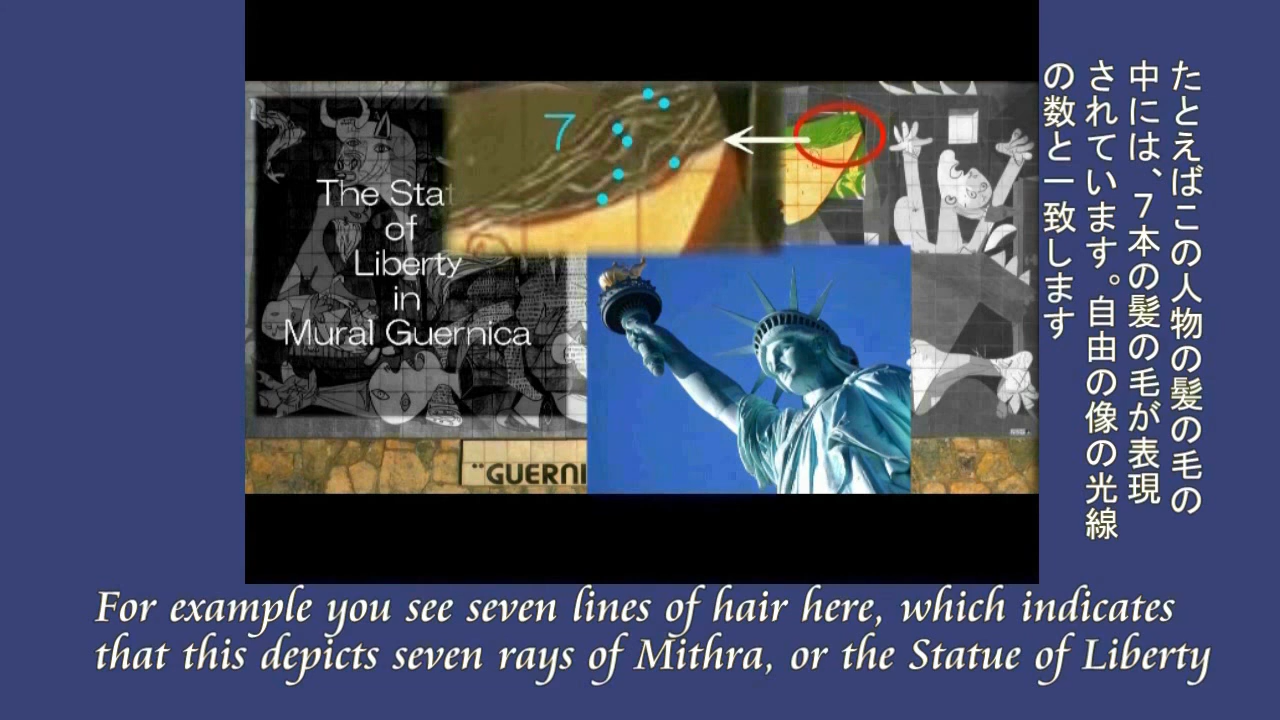 たとえばこの人物の髪の毛の
中には、７本の髪の毛が表現
されています。自由の像の光線
の数と一致します
7
The Stat
of
Liberty
in
Mural Guernica
"GUERNI
For example you see seven lines of hair here, which indicates
that this depicts seven rays of Mithra, or the Statue of Liberty